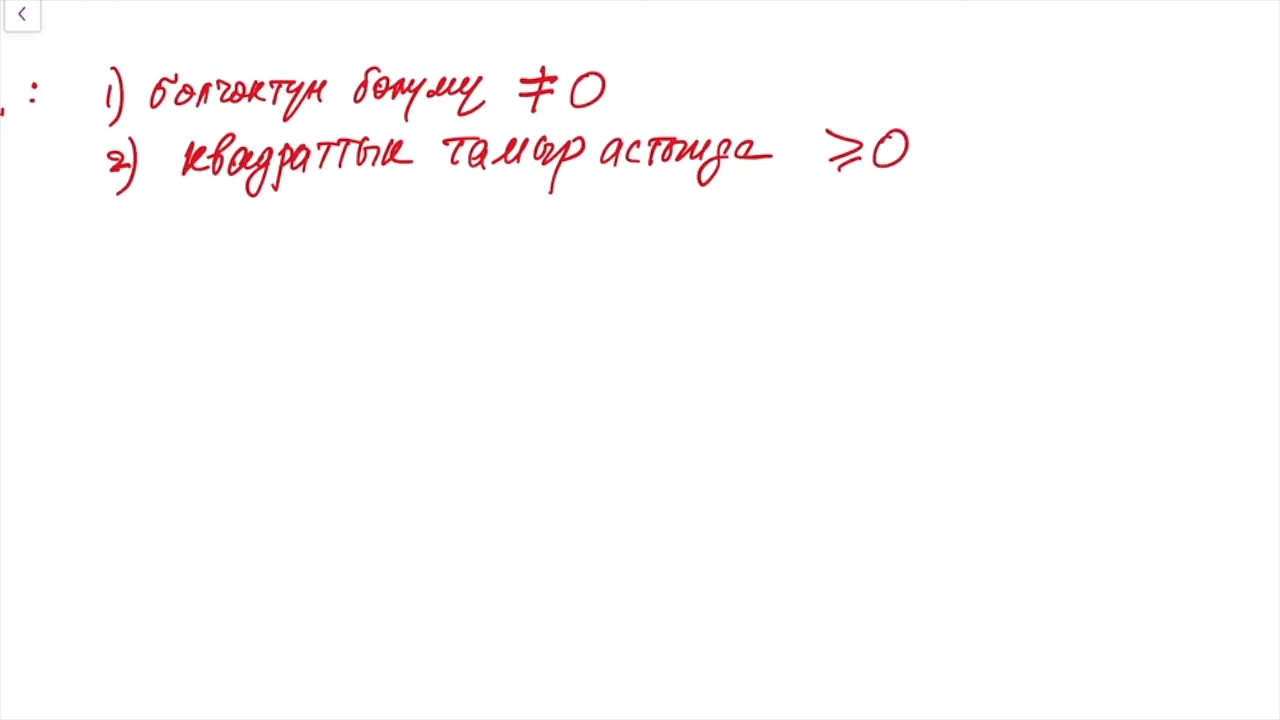 : 1) бөлчөктүн бөлүмү ≠ 0
2) квадраттык тамыр астында ⩾ 0